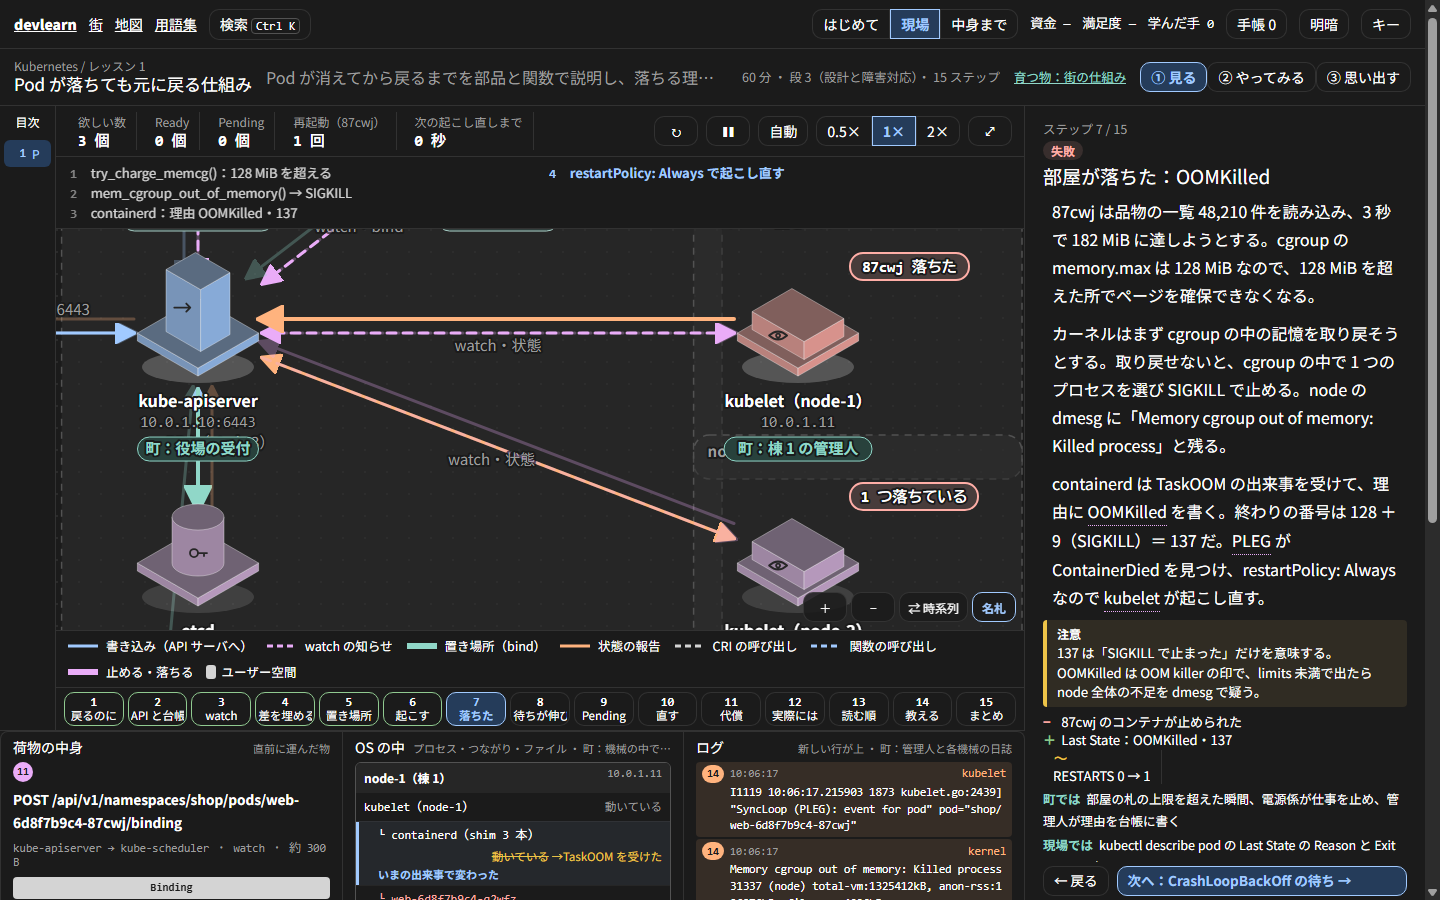 devlearn 街 地図 用語集 検索 Ctrl K はじめて 現場 中身まで 資金 — 満足度 — 学んだ手 0 手帳 0 明暗 キー
Kubernetes / レッスン 1
Pod が落ちても元に戻る仕組み Pod が消えてから戻るまでを部品と関数で説明し、落ちる理… 60 分・段 3（設計と障害対応）・15 ステップ 育つ物：街の仕組み ① 見る ② やってみる ③ 思い出す
目次
1 P
欲しい数 Ready Pending 再起動（87cwj） 次の起こし直しまで
3 個 0 個 0 個 1 回 0 秒
↻ 自動 0.5× 1× 2× ⤢
1 try_charge_memcg()：128 MiB を超える
2 mem_cgroup_out_of_memory() → SIGKILL
3 containerd：理由 OOMKilled・137
4 restartPolicy: Always で起こし直す
watch・bind
87cwj 落ちた
6443
watch・状態
kube-apiserver
10.0.1.10:6443
町：役場の受付
kubelet（node-1）
10.0.1.11
町：棟 1 の管理人
watch・状態
1 つ落ちている
etcd
kubelet（node-2）
＋ − ⇄ 時系列 名札
書き込み（API サーバへ） watch の知らせ 置き場所（bind） 状態の報告 CRI の呼び出し 関数の呼び出し
止める・落ちる ユーザー空間
1 戻るのに
2 API と台帳
3 watch
4 差を埋める
5 置き場所
6 起こす
7 落ちた
8 待ちが伸び
9 Pending
10 直す
11 代償
12 実際には
13 読む順
14 教える
15 まとめ
荷物の中身 直前に運んだ物
11
POST /api/v1/namespaces/shop/pods/web-
6d8f7b9c4-87cwj/binding
kube-apiserver → kube-scheduler ・ watch ・ 約 300
B
Binding
OS の中 プロセス・つながり・ファイル・町：機械の中で…
node-1（棟 1） 10.0.1.11
kubelet（node-1） 動いている
└ containerd（shim 3 本）
動いている →TaskOOM を受けた
いまの出来事で変わった
ログ 新しい行が上・町：管理人と各機械の日誌
14 10:06:17 kubelet
I1119 10:06:17.215903 1873 kubelet.go:2439]
"SyncLoop (PLEG): event for pod" pod="shop/
web-6d8f7b9c4-87cwj"
14 10:06:17 kernel
Memory cgroup out of memory: Killed process
31337 (node) total-vm:1325412kB, anon-rss:1
ステップ 7 / 15
失敗
部屋が落ちた：OOMKilled
87cwj は品物の一覧 48,210 件を読み込み、3 秒
で 182 MiB に達しようとする。cgroup の
memory.max は 128 MiB なので、128 MiB を超
えた所でページを確保できなくなる。
カーネルはまず cgroup の中の記憶を取り戻そう
とする。取り戻せないと、cgroup の中で 1 つの
プロセスを選び SIGKILL で止める。node の
dmesg に「Memory cgroup out of memory:
Killed process」と残る。
containerd は TaskOOM の出来事を受けて、理
由に OOMKilled を書く。終わりの番号は 128 ＋
9（SIGKILL）＝ 137 だ。PLEG が
ContainerDied を見つけ、restartPolicy: Always
なので kubelet が起こし直す。
注意
137 は「SIGKILL で止まった」だけを意味する。
OOMKilled は OOM killer の印で、limits 未満で出たら
node 全体の不足を dmesg で疑う。
− 87cwj のコンテナが止められた
＋ Last State：OOMKilled・137
〜
RESTARTS 0 → 1
町では 部屋の札の上限を超えた瞬間、電源係が仕事を止め、管
理人が理由を台帳に書く
現場では kubectl describe pod の Last State の Reason と Exit
← 戻る 次へ：CrashLoopBackOff の待ち →